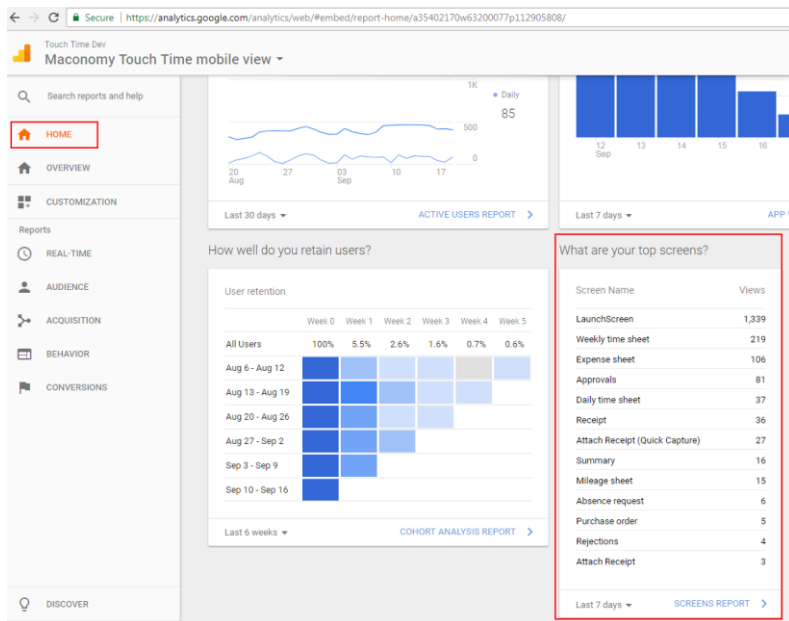 Secure | https://analytics.google.com/analytics/web/#embed/report-home/a35402170w63200077p112905808/
Touch Time Dev
Maconomy Touch Time mobile view
Search reports and help
HOME
OVERVIEW
CUSTOMIZATION
Reports
REAL-TIME
AUDIENCE
ACQUISITION
BEHAVIOR
CONVERSIONS
DISCOVER
1K
500
0
Daily
85
20 27 03 10 17
Aug Sep
Last 30 days ACTIVE USERS REPORT
12 13 14 15 16
Sep
Last 7 days APP
How well do you retain users?
User retention
Week 0 Week 1 Week 2 Week 3 Week 4 Week 5
All Users 100% 5.5% 2.6% 1.6% 0.7% 0.6%
Aug 6 - Aug 12
Aug 13 - Aug 19
Aug 20 - Aug 26
Aug 27 - Sep 2
Sep 3 - Sep 9
Sep 10 - Sep 16
Last 6 weeks COHORT ANALYSIS REPORT
What are your top screens?
Screen Name Views
LaunchScreen 1,339
Weekly time sheet 219
Expense sheet 106
Approvals 81
Daily time sheet 37
Receipt 36
Attach Receipt (Quick Capture) 27
Summary 16
Mileage sheet 15
Absence request 6
Purchase order 5
Rejections 4
Attach Receipt 3
Last 7 days SCREENS REPORT